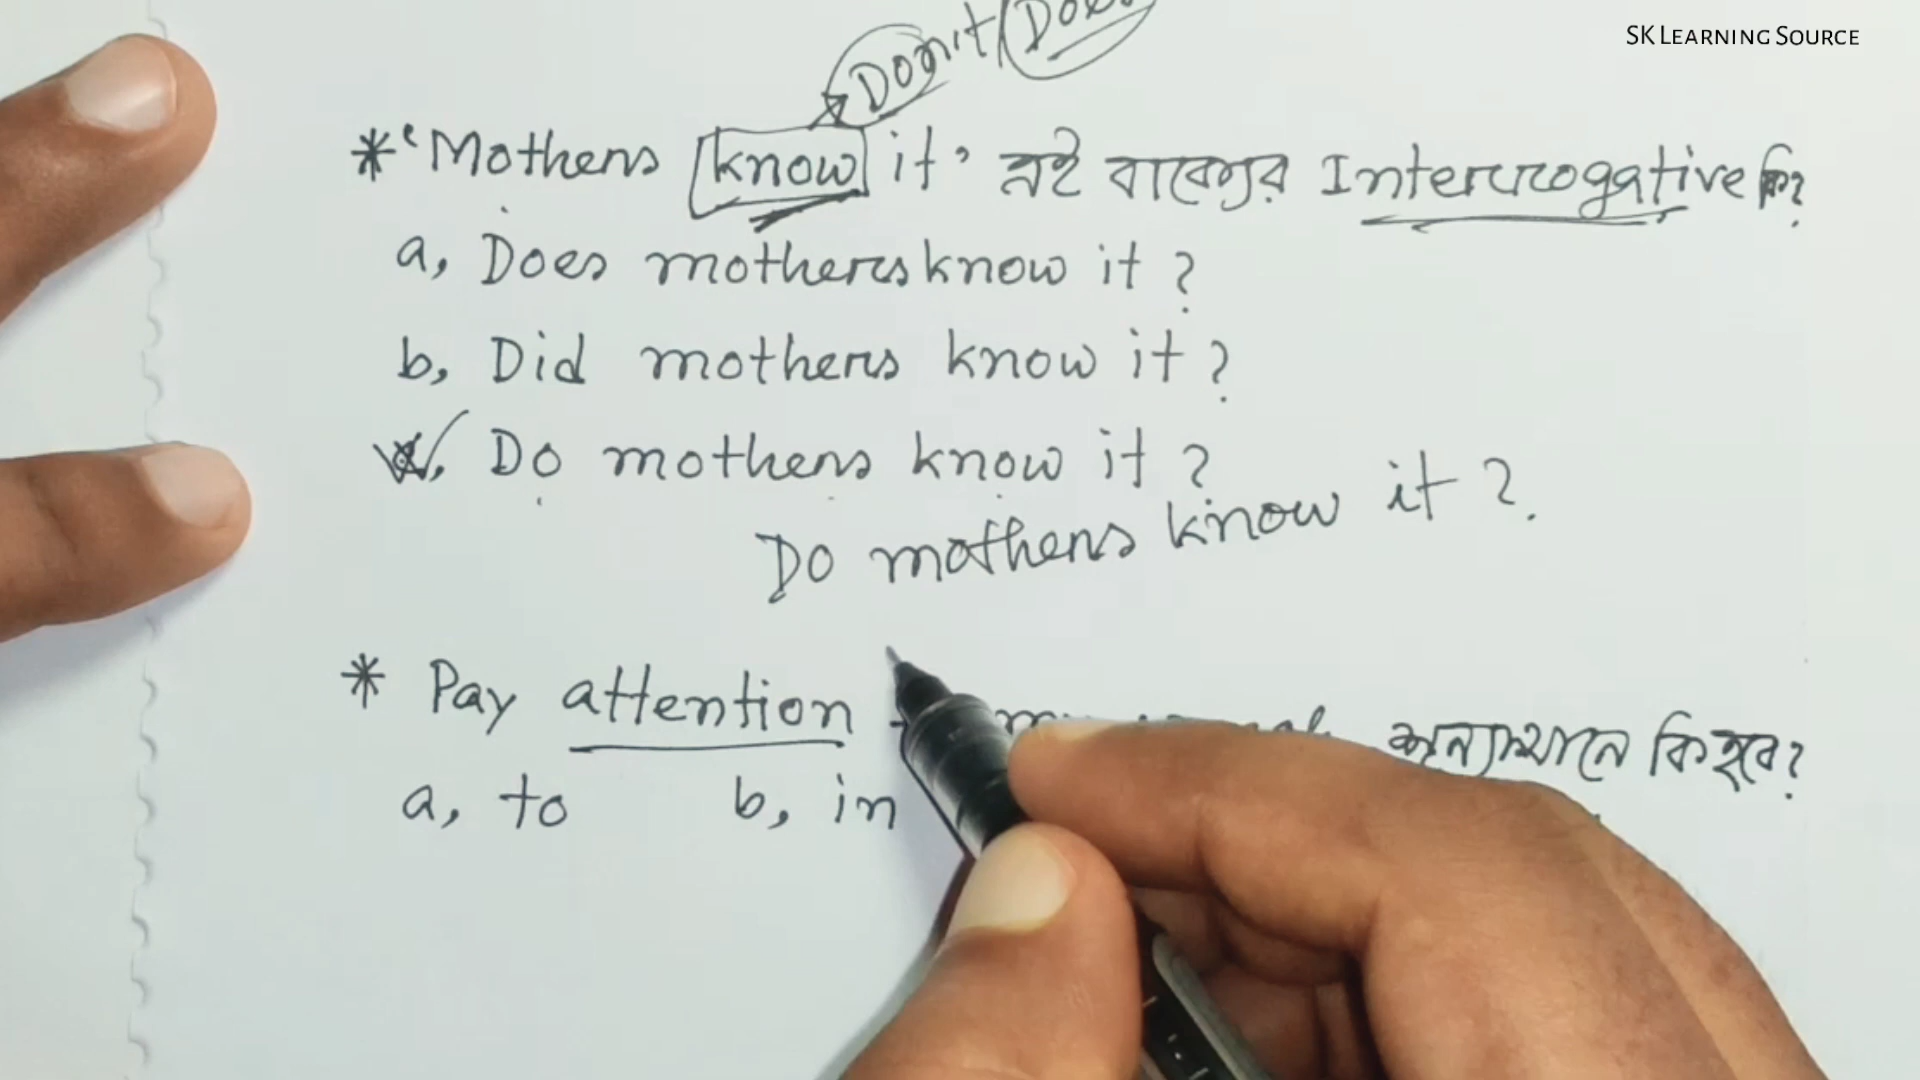 SK LEARNING SOURCE
Don't/Does
* 'Mothers know it' এই বাক্যের Interrogative কি?
a, Does mothers know it?
b, Did mothers know it?
Do mothers know it?
Do mothers know it?
* Pay attention my শূন্যস্থানে কি হবে?
a, to b, in